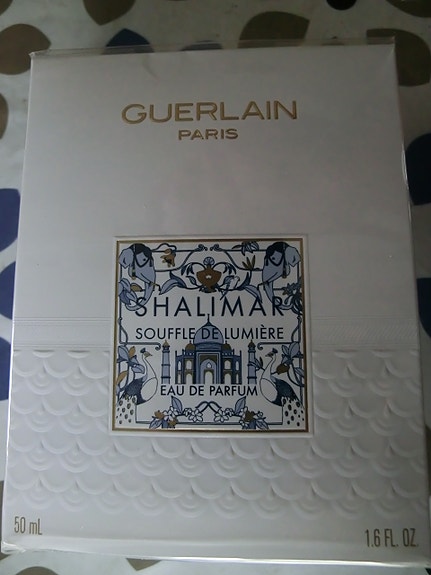 GUERLAIN
PARIS
SHALIMAR
SOUFFLE DE LUMIÈRE
EAU DE PARFUM
50 mL
1.6 FL. OZ.